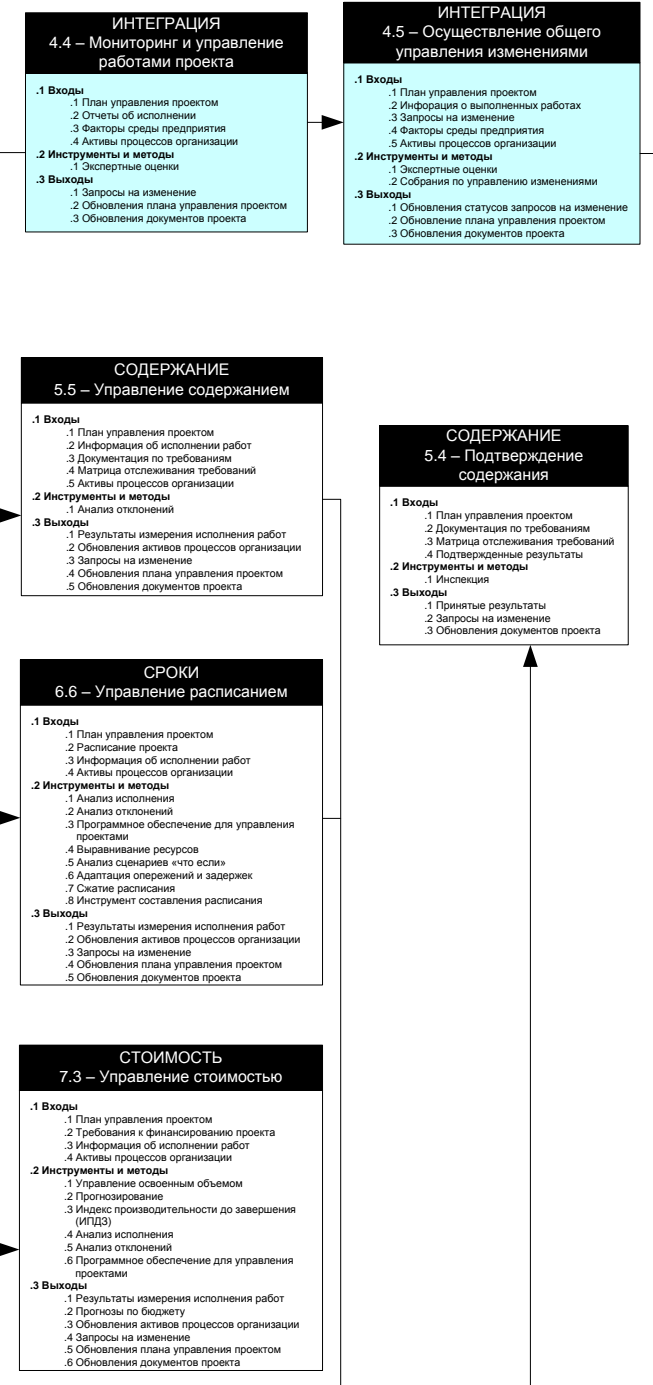 ИНТЕГРАЦИЯ
4.4 – Мониторинг и управление
работами проекта
.1 Входы
.1 План управления проектом
.2 Отчеты об исполнении
.3 Факторы среды предприятия
.4 Активы процессов организации
.2 Инструменты и методы
.1 Экспертные оценки
.3 Выходы
.1 Запросы на изменение
.2 Обновления плана управления проектом
.3 Обновления документов проекта
ИНТЕГРАЦИЯ
4.5 – Осуществление общего
управления изменениями
.1 Входы
.1 План управления проектом
.2 Инфорация о выполненных работах
.3 Запросы на изменение
.4 Факторы среды предприятия
.5 Активы процессов организации
.2 Инструменты и методы
.1 Экспертные оценки
.2 Собрания по управлению изменениями
.3 Выходы
.1 Обновления статусов запросов на изменение
.2 Обновление плана управления проектом
.3 Обновления документов проекта
СОДЕРЖАНИЕ
5.5 – Управление содержанием
.1 Входы
.1 План управления проектом
.2 Информация об исполнении работ
.3 Документация по требованиям
.4 Матрица отслеживания требований
.5 Активы процессов организации
.2 Инструменты и методы
.1 Анализ отклонений
.3 Выходы
.1 Результаты измерения исполнения работ
.2 Обновления активов процессов организации
.3 Запросы на изменение
.4 Обновления плана управления проектом
.5 Обновления документов проекта
СОДЕРЖАНИЕ
5.4 – Подтверждение
содержания
.1 Входы
.1 План управления проектом
.2 Документация по требованиям
.3 Матрица отслеживания требований
.4 Подтвержденные результаты
.2 Инструменты и методы
.1 Инспекция
.3 Выходы
.1 Принятые результаты
.2 Запросы на изменение
.3 Обновления документов проекта
СРОКИ
6.6 – Управление расписанием
.1 Входы
.1 План управления проектом
.2 Расписание проекта
.3 Информация об исполнении работ
.4 Активы процессов организации
.2 Инструменты и методы
.1 Анализ исполнения
.2 Анализ отклонений
.3 Программное обеспечение для управления
проектами
.4 Выравнивание ресурсов
.5 Анализ сценариев «что если»
.6 Адаптация опережений и задержек
.7 Сжатие расписания
.8 Инструмент составления расписания
.3 Выходы
.1 Результаты измерения исполнения работ
.2 Обновления активов процессов организации
.3 Запросы на изменение
.4 Обновления плана управления проектом
.5 Обновления документов проекта
СТОИМОСТЬ
7.3 – Управление стоимостью
.1 Входы
.1 План управления проектом
.2 Требования к финансированию проекта
.3 Информация об исполнении работ
.4 Активы процессов организации
.2 Инструменты и методы
.1 Управление освоенным объемом
.2 Прогнозирование
.3 Индекс производительности до завершения
(ИПДЗ)
.4 Анализ исполнения
.5 Анализ отклонений
.6 Программное обеспечение для управления
проектами
.3 Выходы
.1 Результаты измерения исполнения работ
.2 Прогнозы по бюджету
.3 Обновления активов процессов организации
.4 Запросы на изменение
.5 Обновления плана управления проектом
.6 Обновления документов проекта